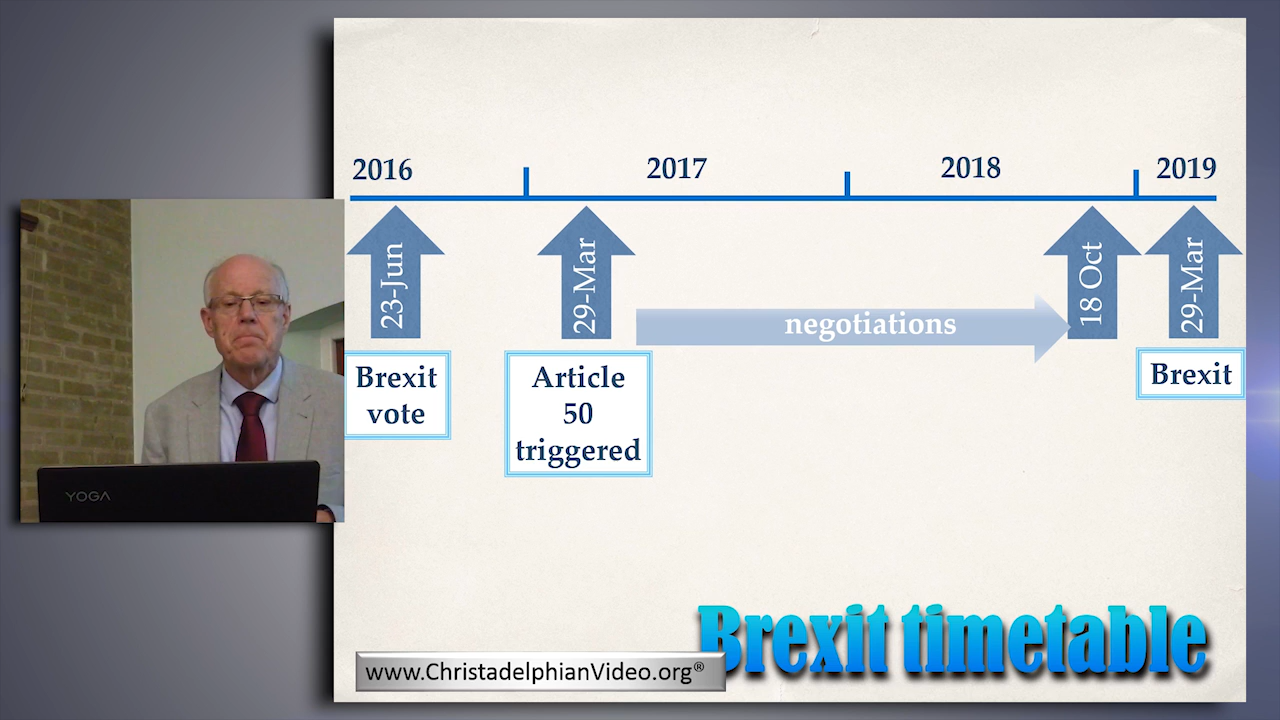 2016
2017
2018
2019
23-Jun
29-Mar
18 Oct
29-Mar
negotiations
Brexit
vote
Article
50
triggered
Brexit
YOGA
Brexit timetable
www.ChristadelphianVideo.org®